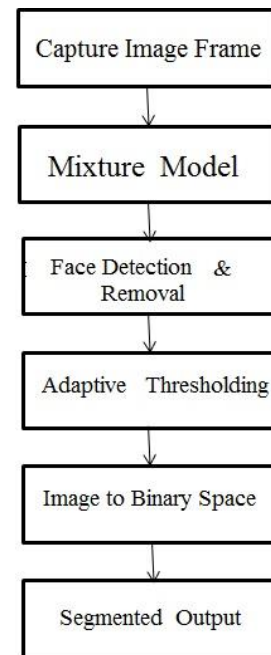 Capture Image Frame
Mixture Model
Face Detection &
Removal
Adaptive Thresholding
Image to Binary Space
Segmented Output